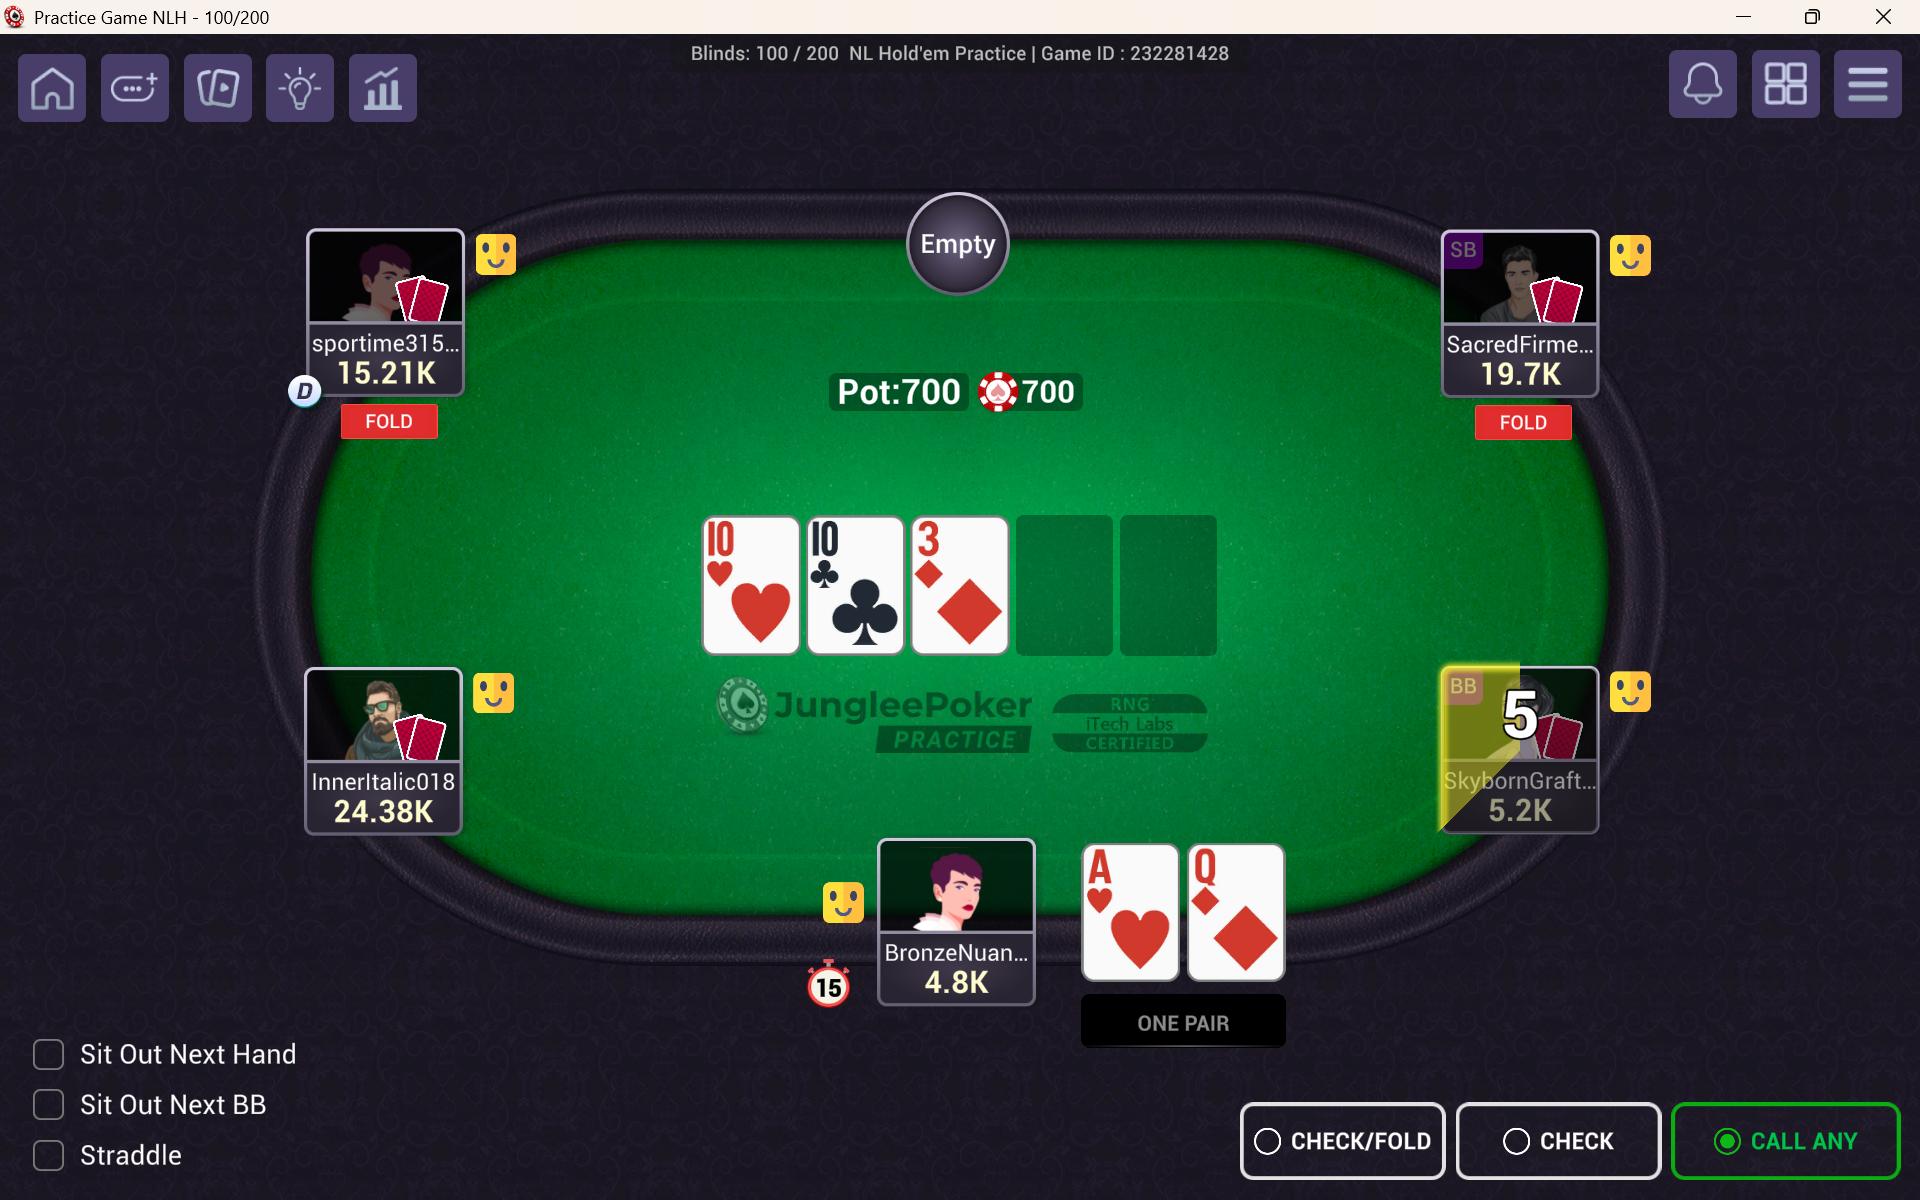 Practice Game NLH - 100/200
Blinds: 100 / 200 NL Hold'em Practice | Game ID : 232281428
Empty
sportime315...
15.21K
D
FOLD
SB
SacredFirme...
19.7K
FOLD
Pot:700 700
10 10 3
JungleePoker
PRACTICE
RNG
iTech Labs
CERTIFIED
InnerItalic018
24.38K
BB
5
SkybornGraft...
5.2K
BronzeNuan...
4.8K
15
A Q
ONE PAIR
Sit Out Next Hand
Sit Out Next BB
Straddle
CHECK/FOLD
CHECK
CALL ANY